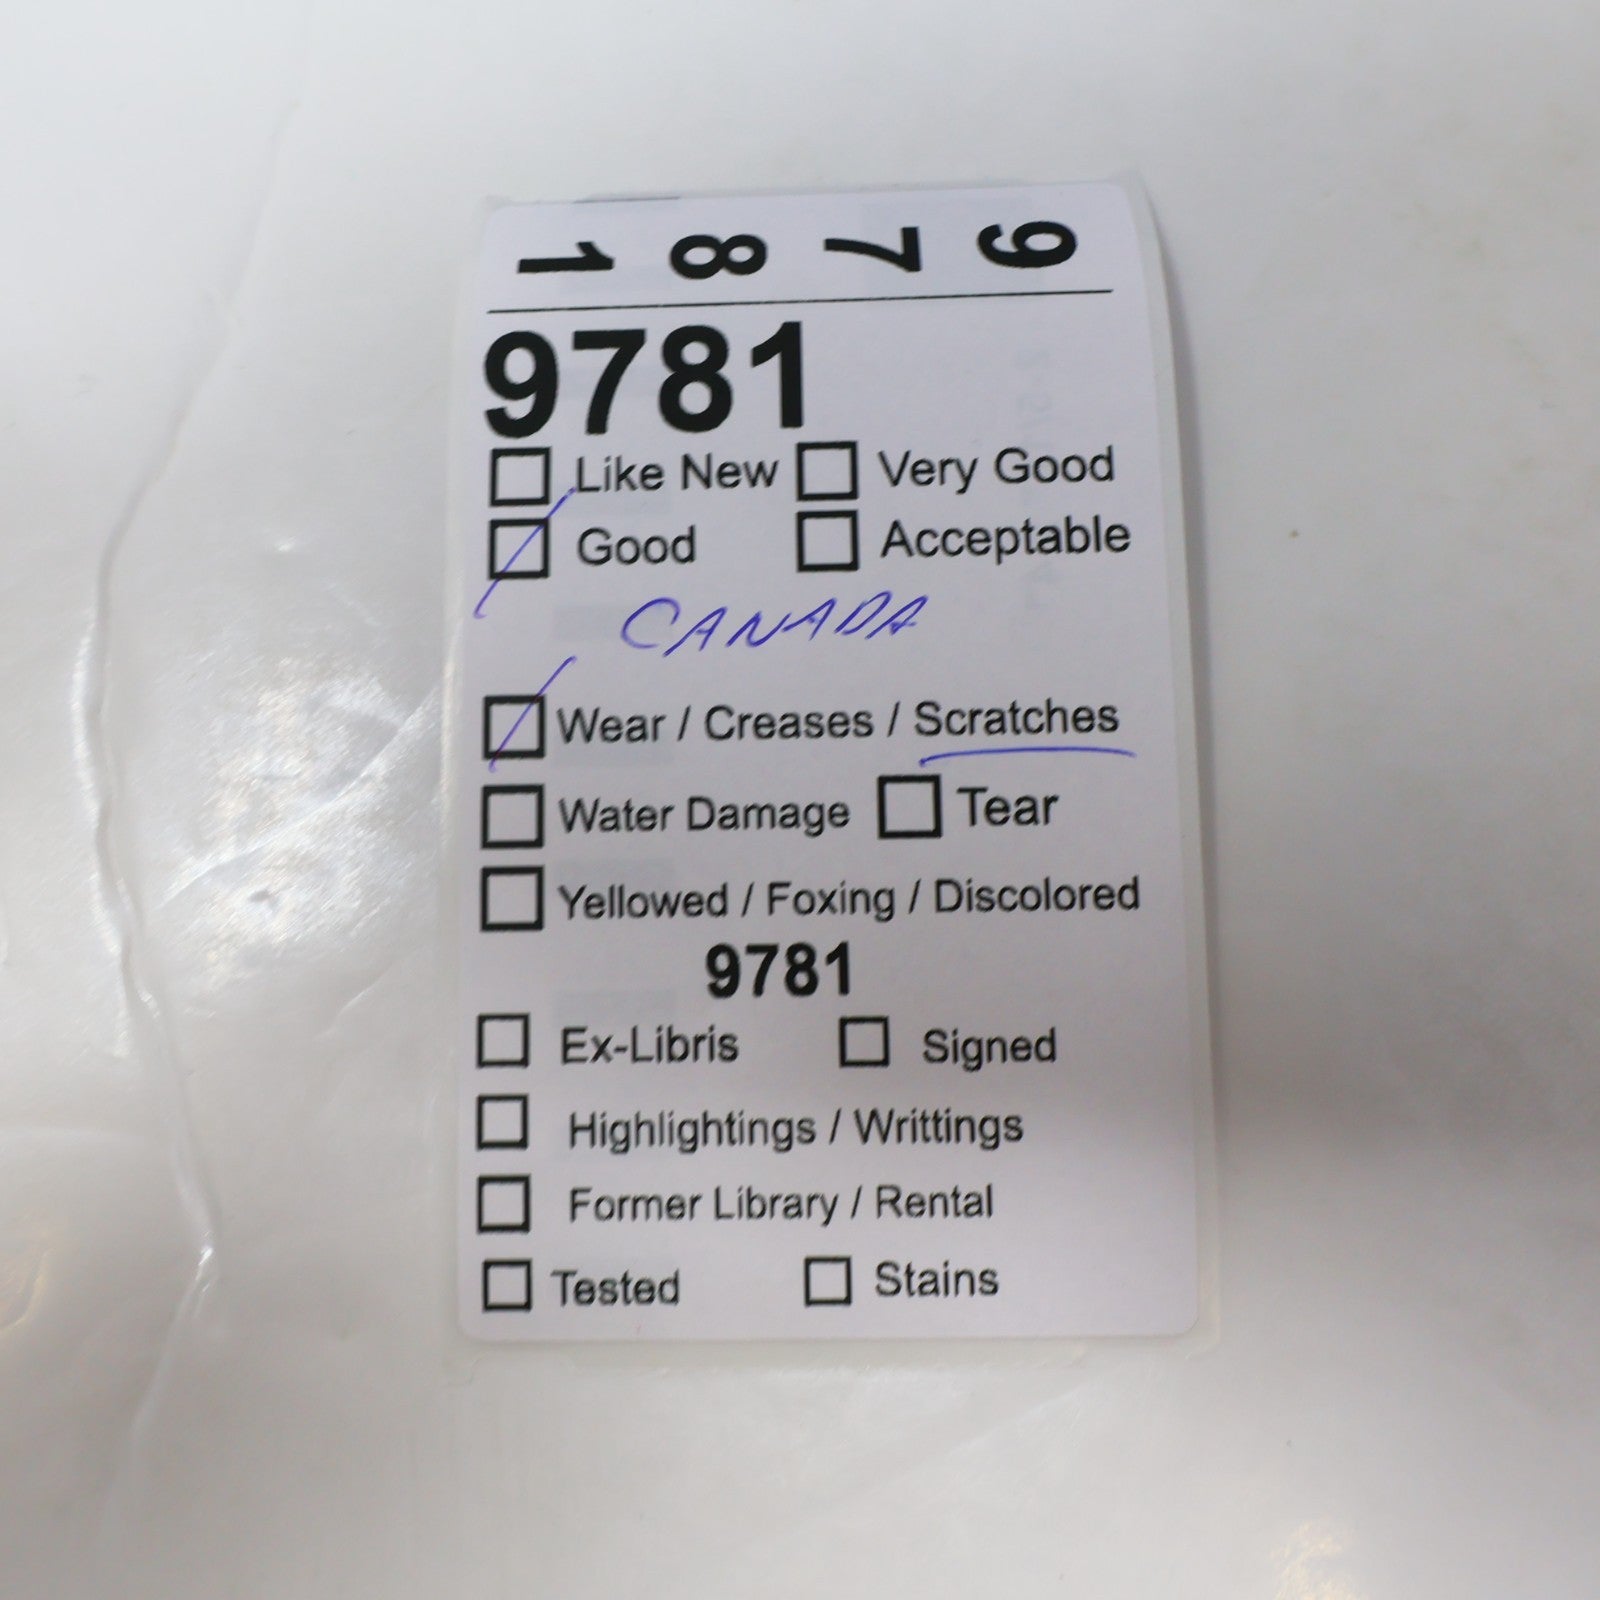 9 7 8 1
9781
Like New Very Good
Good Acceptable
CANADA
Wear / Creases / Scratches
Water Damage Tear
Yellowed / Foxing / Discolored
9781
Ex-Libris Signed
Highlightings / Writtings
Former Library / Rental
Tested Stains